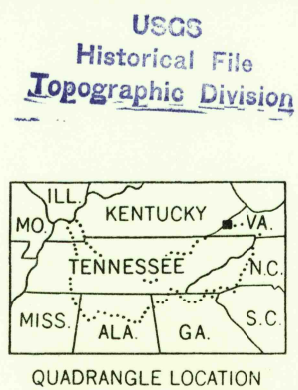 USGS
Historical File
Topographic Division
ILL.
MO.
KENTUCKY
VA.
TENNESSEE
N.C.
MISS.
ALA.
GA.
S.C.
QUADRANGLE LOCATION